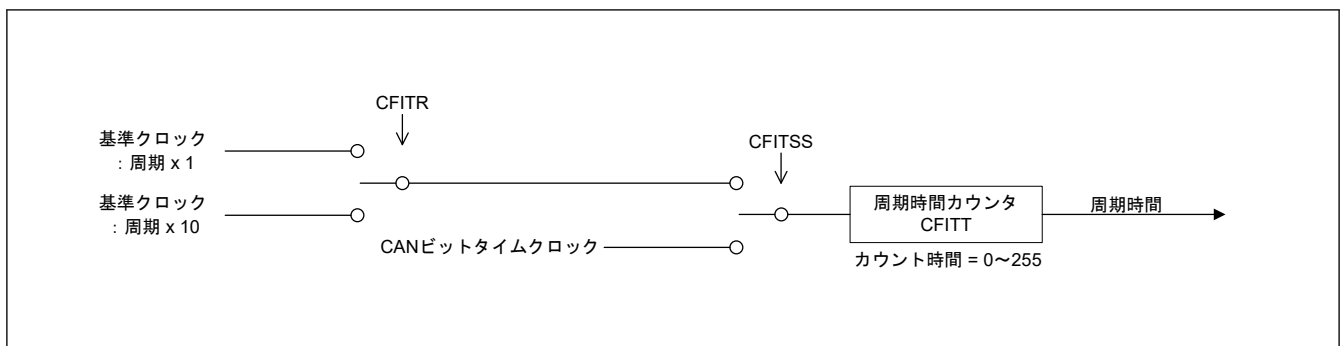 CFITR
基準クロック
：周期 x 1
CFITSS
基準クロック
：周期 x 10
周期時間カウンタ
CFITT
周期時間
CANビットタイムクロック
カウント時間 = 0～255